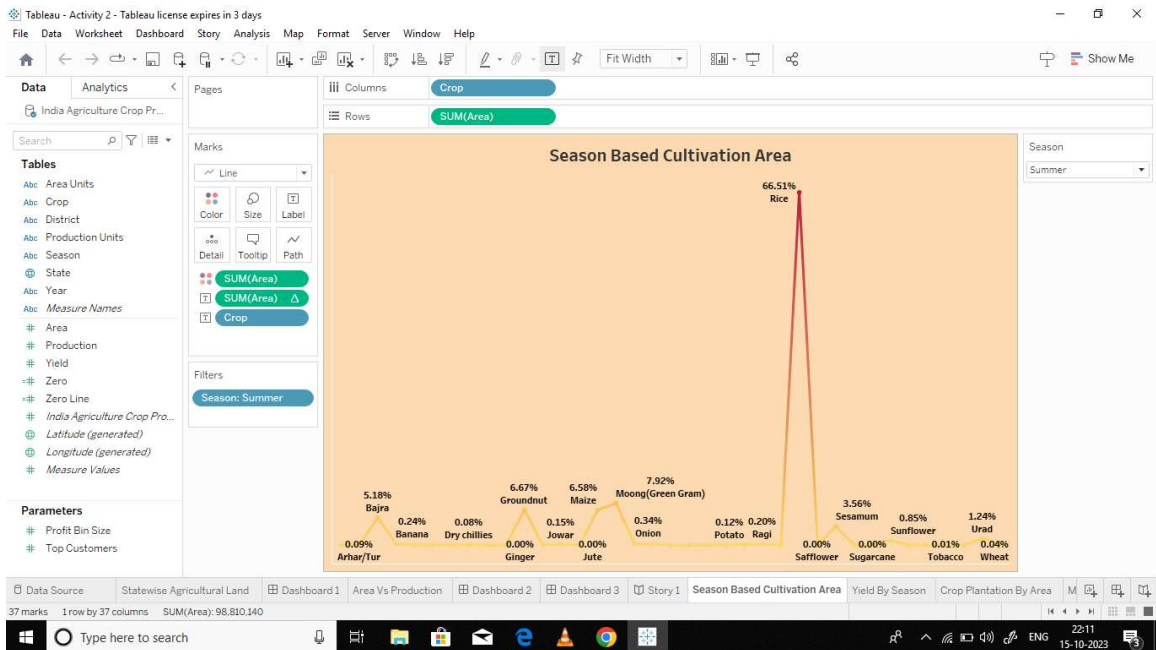 Tableau - Activity 2 - Tableau license expires in 3 days
File Data Worksheet Dashboard Story Analysis Map Format Server Window Help
Fit Width
Show Me
Data Analytics
India Agriculture Crop Pr...
Search
Tables
Abc Area Units
Abc Crop
Abc District
Abc Production Units
Abc Season
State
Abc Year
Abc Measure Names
# Area
# Production
# Yield
=# Zero
=# Zero Line
# India Agriculture Crop Pro...
Latitude (generated)
Longitude (generated)
# Measure Values
Parameters
# Profit Bin Size
# Top Customers
Pages
Marks
Line
Color Size Label
Detail Tooltip Path
SUM(Area)
SUM(Area) Δ
Crop
Filters
Season: Summer
Columns Crop
Rows SUM(Area)
Season Based Cultivation Area
66.51%
Rice
5.18%
Bajra
0.09%
Arhar/Tur
0.24%
Banana
0.08%
Dry chillies
6.67%
Groundnut
0.00%
Ginger
0.15%
Jowar
6.58%
Maize
0.00%
Jute
7.92%
Moong(Green Gram)
0.34%
Onion
0.12%
Potato
0.20%
Ragi
0.00%
Safflower
3.56%
Sesamum
0.00%
Sugarcane
0.85%
Sunflower
0.01%
Tobacco
1.24%
Urad
0.04%
Wheat
Season
Summer
Data Source Statewise Agricultural Land Dashboard 1 Area Vs Production Dashboard 2 Dashboard 3 Story 1 Season Based Cultivation Area Yield By Season Crop Plantation By Area M
37 marks 1 row by 37 columns SUM(Area): 98,810,140
Type here to search
ENG
22:11
15-10-2023
3